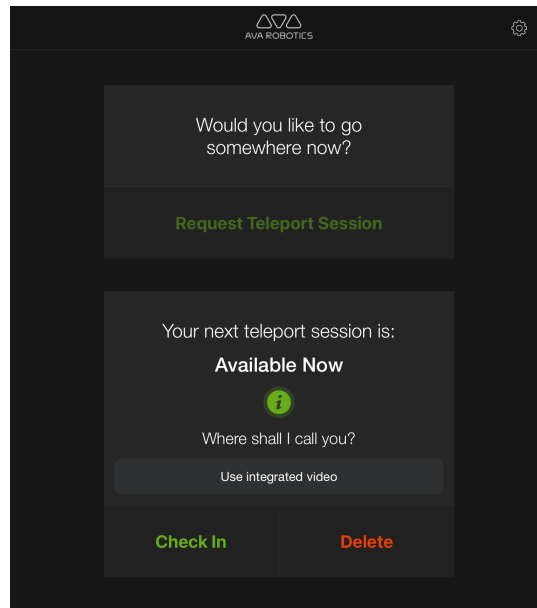 AVA ROBOTICS
Would you like to go
somewhere now?
Request Teleport Session
Your next teleport session is:
Available Now
i
Where shall I call you?
Use integrated video
Check In
Delete